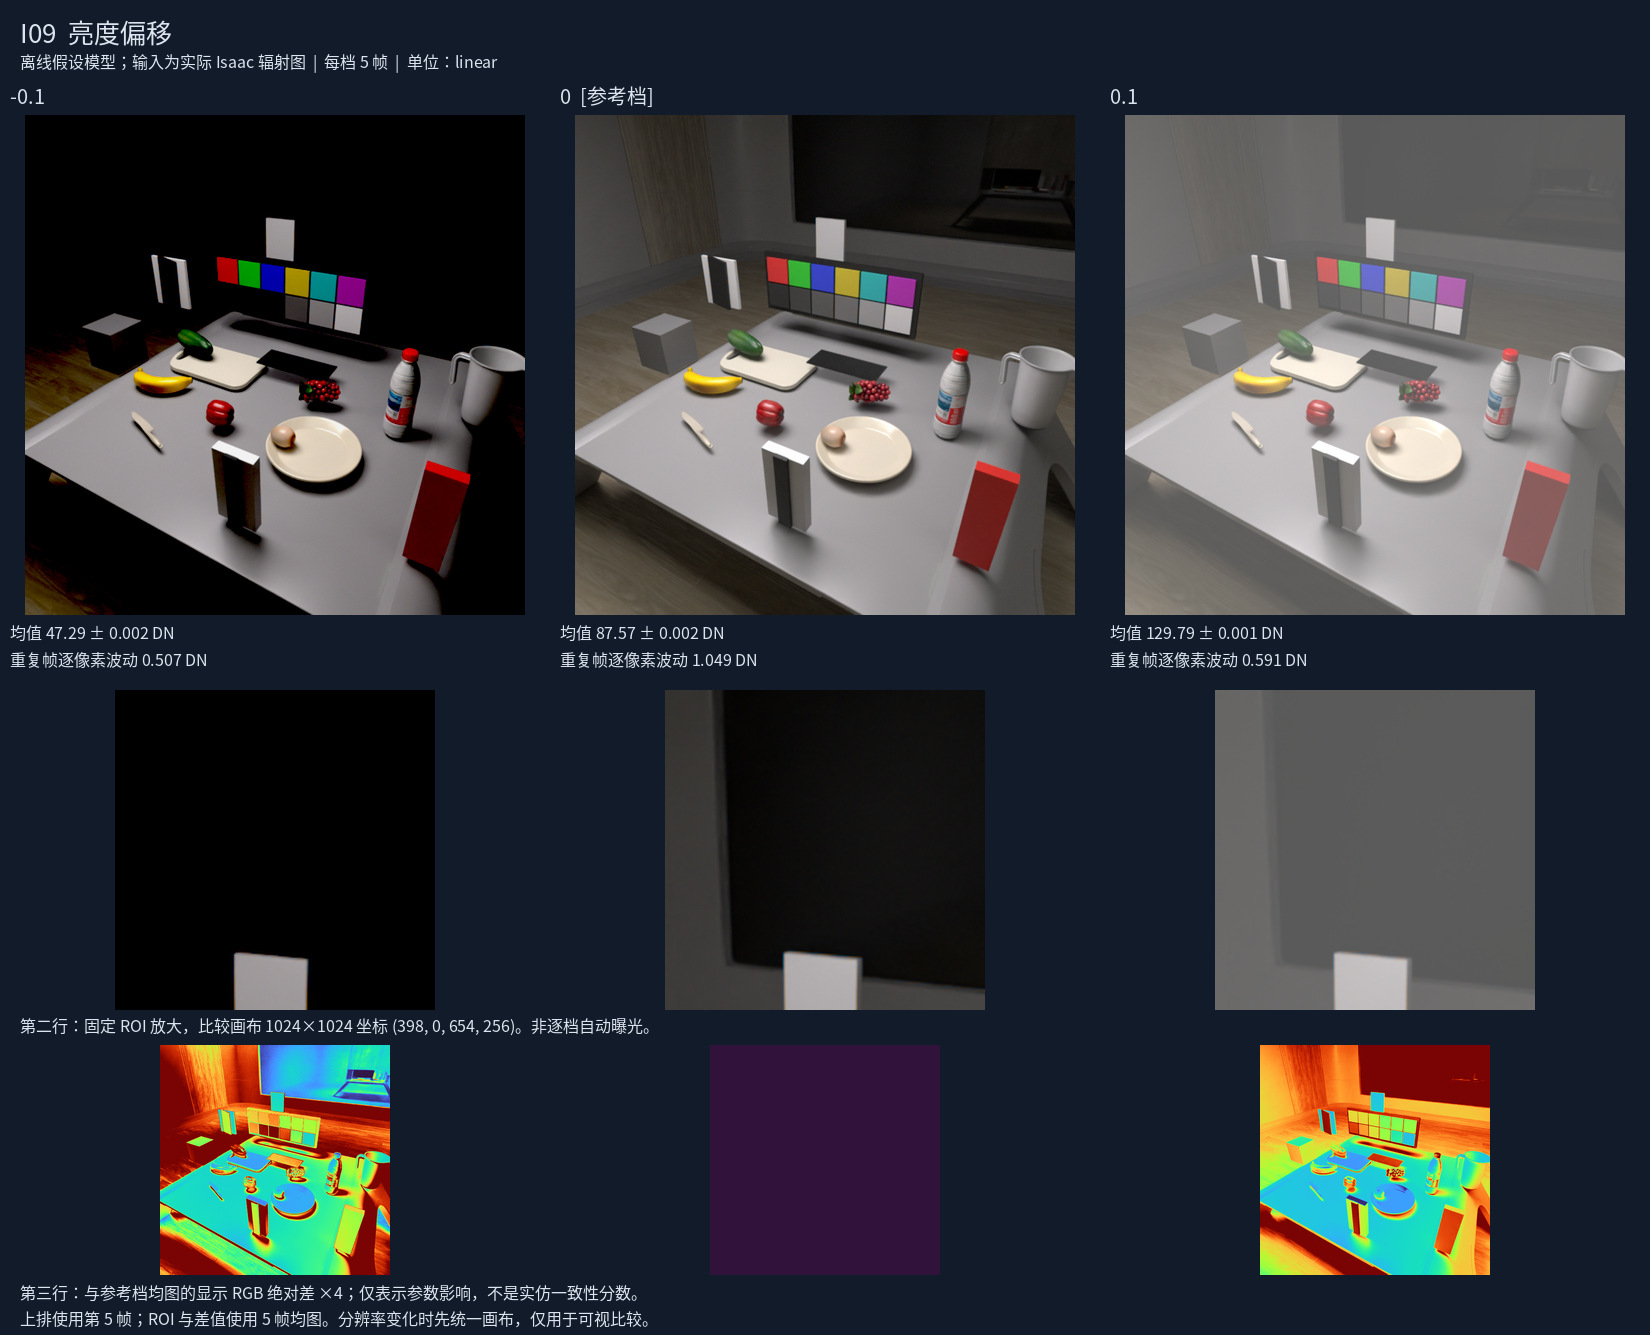 I09 亮度偏移
离线假设模型；输入为实际 Isaac 辐射图 | 每档 5 帧 | 单位：linear
-0.1
0 [参考档]
0.1
均值 47.29 ± 0.002 DN
重复帧逐像素波动 0.507 DN
均值 87.57 ± 0.002 DN
重复帧逐像素波动 1.049 DN
均值 129.79 ± 0.001 DN
重复帧逐像素波动 0.591 DN
第二行：固定 ROI 放大，比较画布 1024×1024 坐标 (398, 0, 654, 256)。非逐档自动曝光。
第三行：与参考档均图的显示 RGB 绝对差 ×4；仅表示参数影响，不是实仿一致性分数。
上排使用第 5 帧；ROI 与差值使用 5 帧均图。分辨率变化时先统一画布，仅用于可视比较。